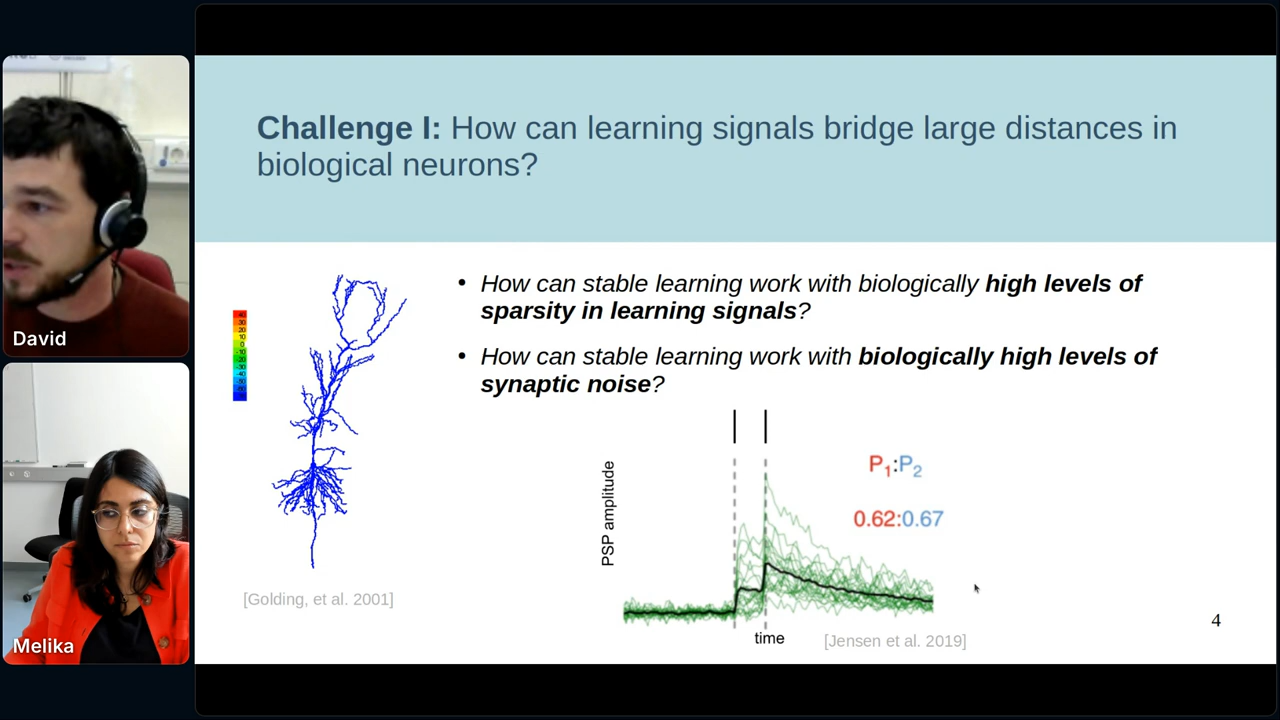 David
Melika
Challenge I: How can learning signals bridge large distances in
biological neurons?
• How can stable learning work with biologically high levels of
sparsity in learning signals?
• How can stable learning work with biologically high levels of
synaptic noise?
[Golding, et al. 2001]
PSP amplitude
P1:P2
0.62:0.67
time
[Jensen et al. 2019]
4